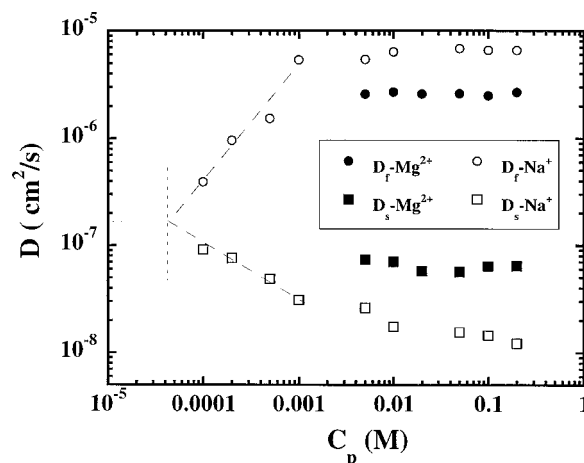 10^-5
10^-6
10^-7
10^-8
D ( cm²/s)
D_f-Mg²⁺
D_f-Na⁺
D_s-Mg²⁺
D_s-Na⁺
10^-5
0.0001
0.001
0.01
0.1
1
C_p (M)